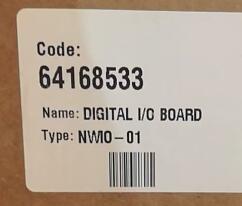 Code:
64168533
Name: DIGITAL I/O BOARD
Type: NWIO-01